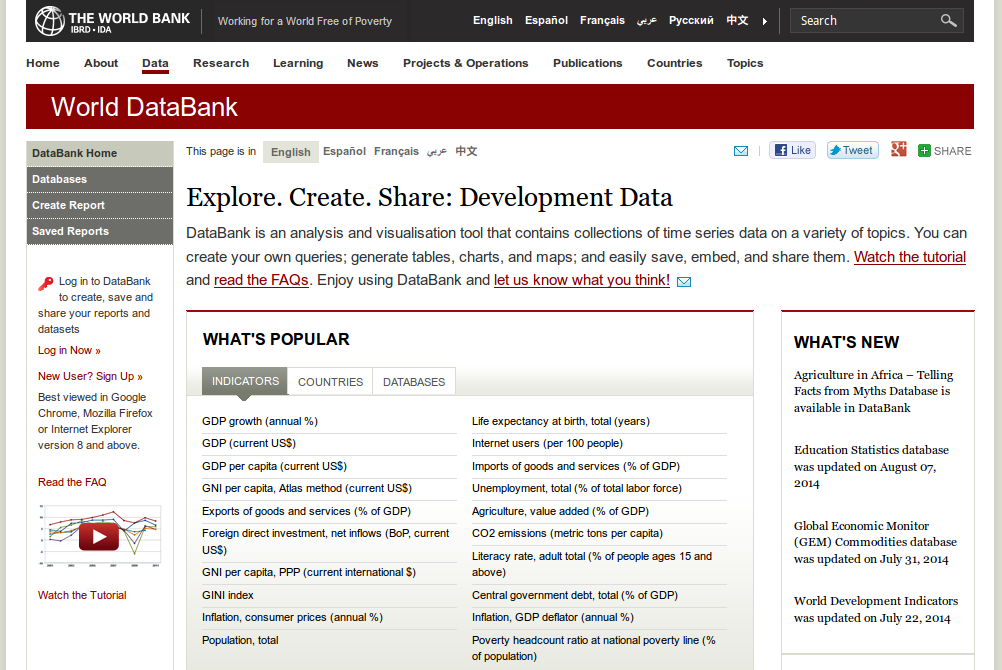 THE WORLD BANK
IBRD • IDA
Working for a World Free of Poverty
English Español Français عربي Русский 中文
Search
Home About Data Research Learning News Projects & Operations Publications Countries Topics
World DataBank
DataBank Home
Databases
Create Report
Saved Reports
Log in to DataBank
to create, save and
share your reports and
datasets
Log in Now »
New User? Sign Up »
Best viewed in Google
Chrome, Mozilla Firefox
or Internet Explorer
version 8 and above.
Read the FAQ
Watch the Tutorial
This page is in English Español Français عربي 中文
Like Tweet SHARE
Explore. Create. Share: Development Data
DataBank is an analysis and visualisation tool that contains collections of time series data on a variety of topics. You can
create your own queries; generate tables, charts, and maps; and easily save, embed, and share them. Watch the tutorial
and read the FAQs. Enjoy using DataBank and let us know what you think!
WHAT'S POPULAR
INDICATORS COUNTRIES DATABASES
GDP growth (annual %)
GDP (current US$)
GDP per capita (current US$)
GNI per capita, Atlas method (current US$)
Exports of goods and services (% of GDP)
Foreign direct investment, net inflows (BoP, current
US$)
GNI per capita, PPP (current international $)
GINI index
Inflation, consumer prices (annual %)
Population, total
Life expectancy at birth, total (years)
Internet users (per 100 people)
Imports of goods and services (% of GDP)
Unemployment, total (% of total labor force)
Agriculture, value added (% of GDP)
CO2 emissions (metric tons per capita)
Literacy rate, adult total (% of people ages 15 and
above)
Central government debt, total (% of GDP)
Inflation, GDP deflator (annual %)
Poverty headcount ratio at national poverty line (%
of population)
WHAT'S NEW
Agriculture in Africa – Telling
Facts from Myths Database is
available in DataBank
Education Statistics database
was updated on August 07,
2014
Global Economic Monitor
(GEM) Commodities database
was updated on July 31, 2014
World Development Indicators
was updated on July 22, 2014